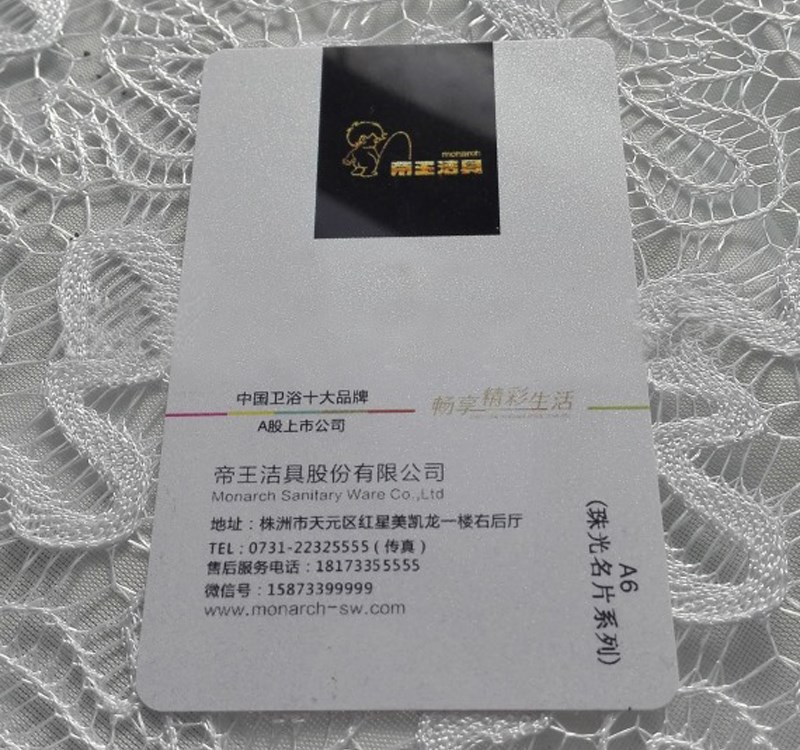 monarch
帝王洁具
中国卫浴十大品牌
A股上市公司
畅享精彩生活
帝王洁具股份有限公司
Monarch Sanitary Ware Co.,Ltd
地址：株洲市天元区红星美凯龙一楼右后厅
TEL：0731-22325555（传真）
售后服务电话：18173355555
微信号：15873399999
www.monarch-sw.com
A6
(珠光名片系列)